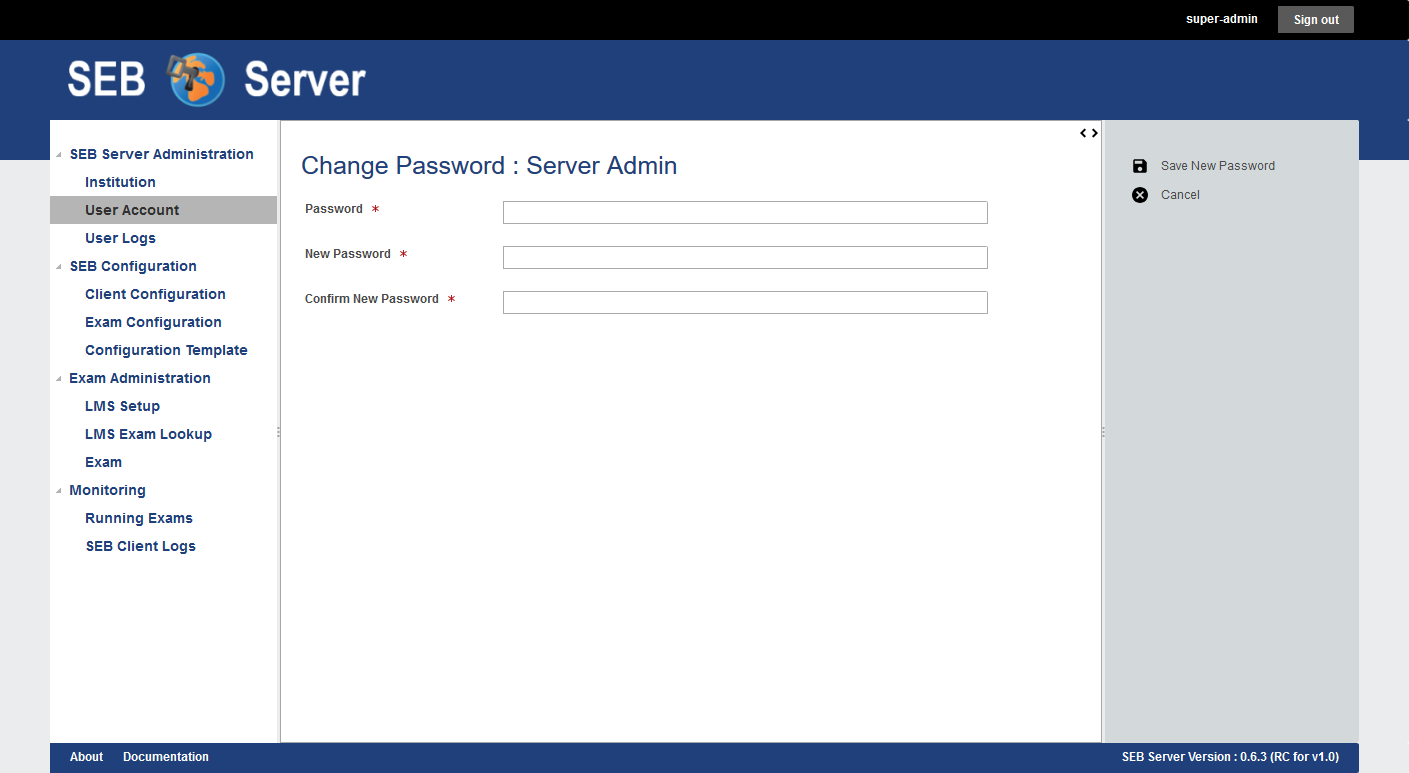 super-admin Sign out
SEB Server
SEB Server Administration
Institution
User Account
User Logs
SEB Configuration
Client Configuration
Exam Configuration
Configuration Template
Exam Administration
LMS Setup
LMS Exam Lookup
Exam
Monitoring
Running Exams
SEB Client Logs
Change Password : Server Admin
Password *
New Password *
Confirm New Password *
Save New Password
Cancel
About Documentation
SEB Server Version : 0.6.3 (RC for v1.0)